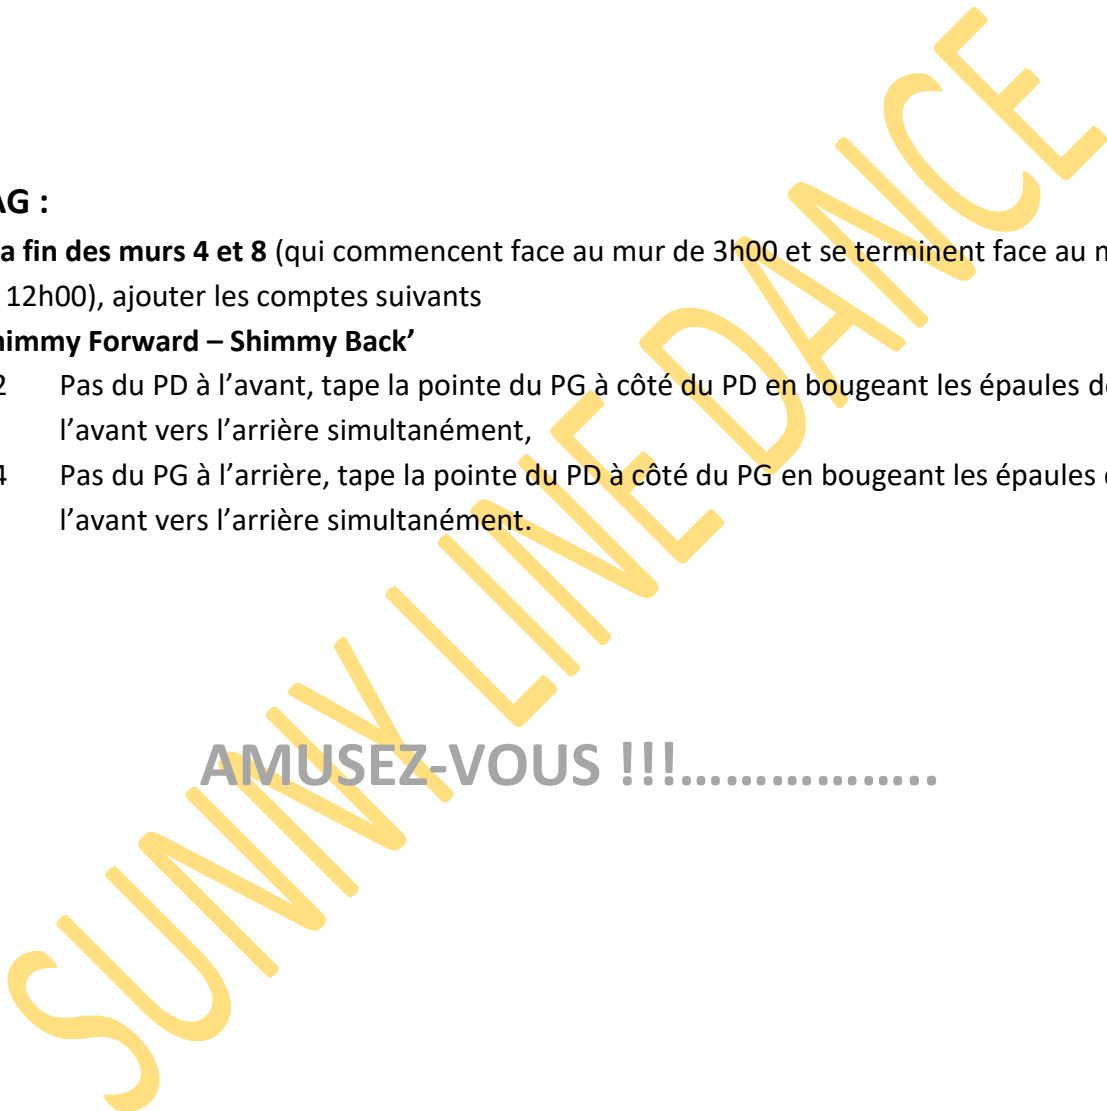 AG :
a fin des murs 4 et 8 (qui commencent face au mur de 3h00 et se terminent face au m
12h00), ajouter les comptes suivants
himmy Forward – Shimmy Back’
2 Pas du PD à l’avant, tape la pointe du PG à côté du PD en bougeant les épaules de
l’avant vers l’arrière simultanément,
4 Pas du PG à l’arrière, tape la pointe du PD à côté du PG en bougeant les épaules
l’avant vers l’arrière simultanément.
AMUSEZ-VOUS !!!……………..
SUNNY LINE DANCE